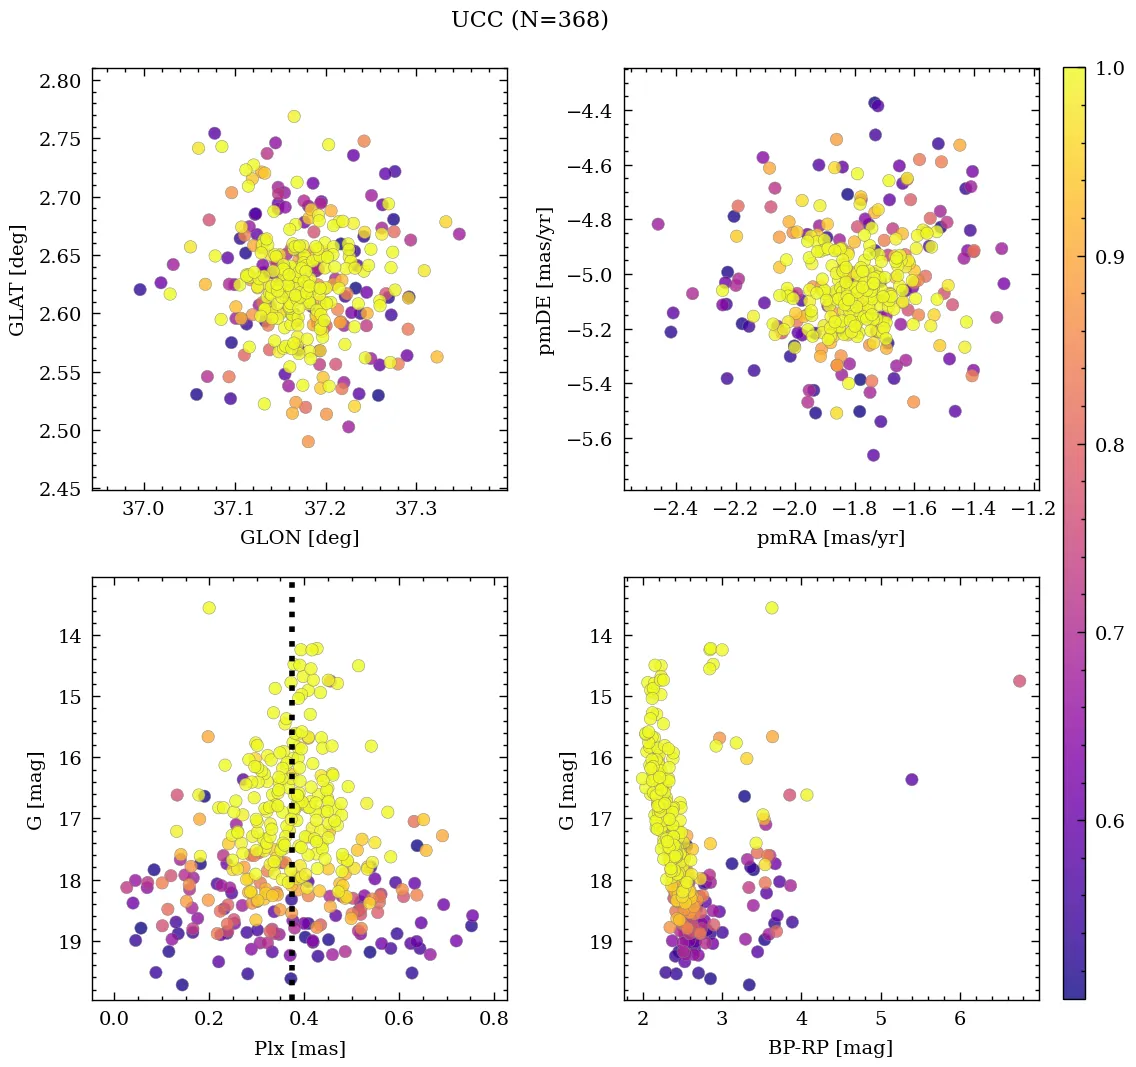 UCC (N=368)
2.80
2.75
2.70
2.65
2.60
2.55
2.50
2.45
GLAT [deg]
37.0 37.1 37.2 37.3
GLON [deg]
−4.4
−4.6
−4.8
−5.0
−5.2
−5.4
−5.6
pmDE [mas/yr]
−2.4 −2.2 −2.0 −1.8 −1.6 −1.4 −1.2
pmRA [mas/yr]
14
15
16
17
18
19
G [mag]
0.0 0.2 0.4 0.6 0.8
Plx [mas]
14
15
16
17
18
19
G [mag]
2 3 4 5 6
BP-RP [mag]
1.0
0.9
0.8
0.7
0.6